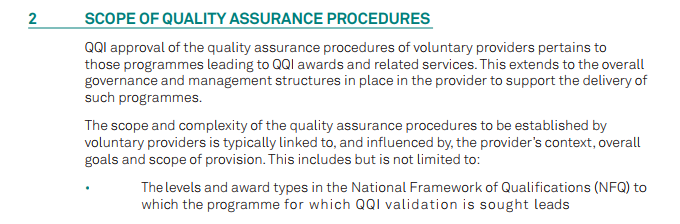 2 SCOPE OF QUALITY ASSURANCE PROCEDURES
QQI approval of the quality assurance procedures of voluntary providers pertains to
those programmes leading to QQI awards and related services. This extends to the overall
governance and management structures in place in the provider to support the delivery of
such programmes.
The scope and complexity of the quality assurance procedures to be established by
voluntary providers is typically linked to, and influenced by, the provider's context, overall
goals and scope of provision. This includes but is not limited to:
• The levels and award types in the National Framework of Qualifications (NFQ) to
which the programme for which QQI validation is sought leads